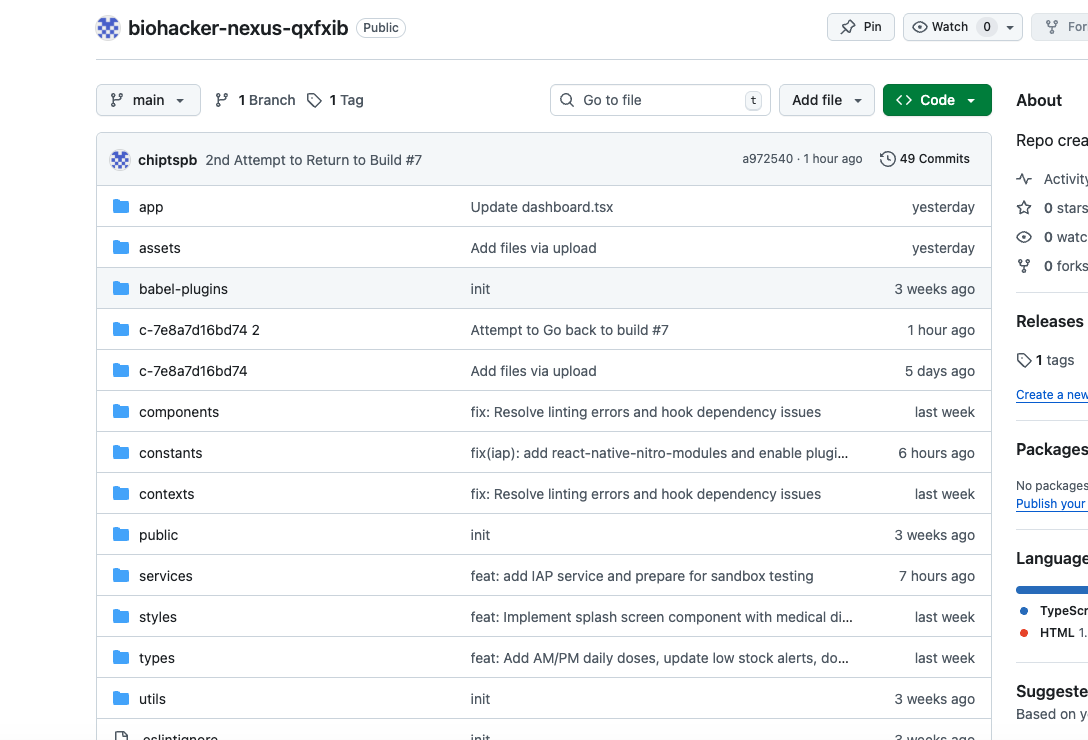 biohacker-nexus-qxfxib Public
Pin
Watch 0
For
main
1 Branch
1 Tag
Go to file t
Add file
<> Code
About
Repo crea
chiptspb 2nd Attempt to Return to Build #7
a972540 · 1 hour ago
49 Commits
app Update dashboard.tsx yesterday
assets Add files via upload yesterday
babel-plugins init 3 weeks ago
c-7e8a7d16bd74 2 Attempt to Go back to build #7 1 hour ago
c-7e8a7d16bd74 Add files via upload 5 days ago
components fix: Resolve linting errors and hook dependency issues last week
constants fix(iap): add react-native-nitro-modules and enable plugi... 6 hours ago
contexts fix: Resolve linting errors and hook dependency issues last week
public init 3 weeks ago
services feat: add IAP service and prepare for sandbox testing 7 hours ago
styles feat: Implement splash screen component with medical di... last week
types feat: Add AM/PM daily doses, update low stock alerts, do... last week
utils init 3 weeks ago
.eslintignore init 3 weeks ago
Activity
0 stars
0 watc
0 forks
Releases
1 tags
Create a new
Packages
No packages
Publish your
Language
TypeScr
HTML 1.
Suggeste
Based on y